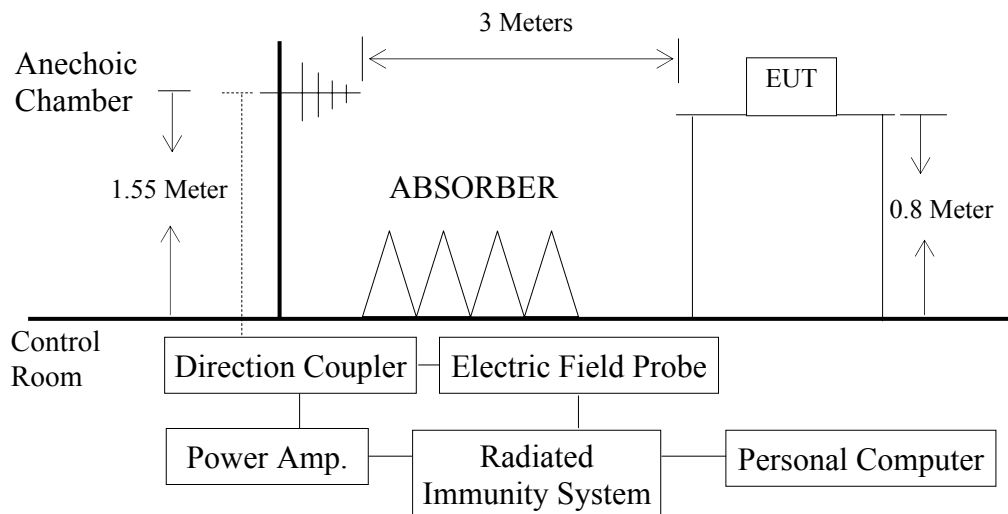 3 Meters
Anechoic
Chamber
EUT
1.55 Meter
ABSORBER
0.8 Meter
Control
Room
Direction Coupler
Electric Field Probe
Power Amp.
Radiated
Immunity System
Personal Computer